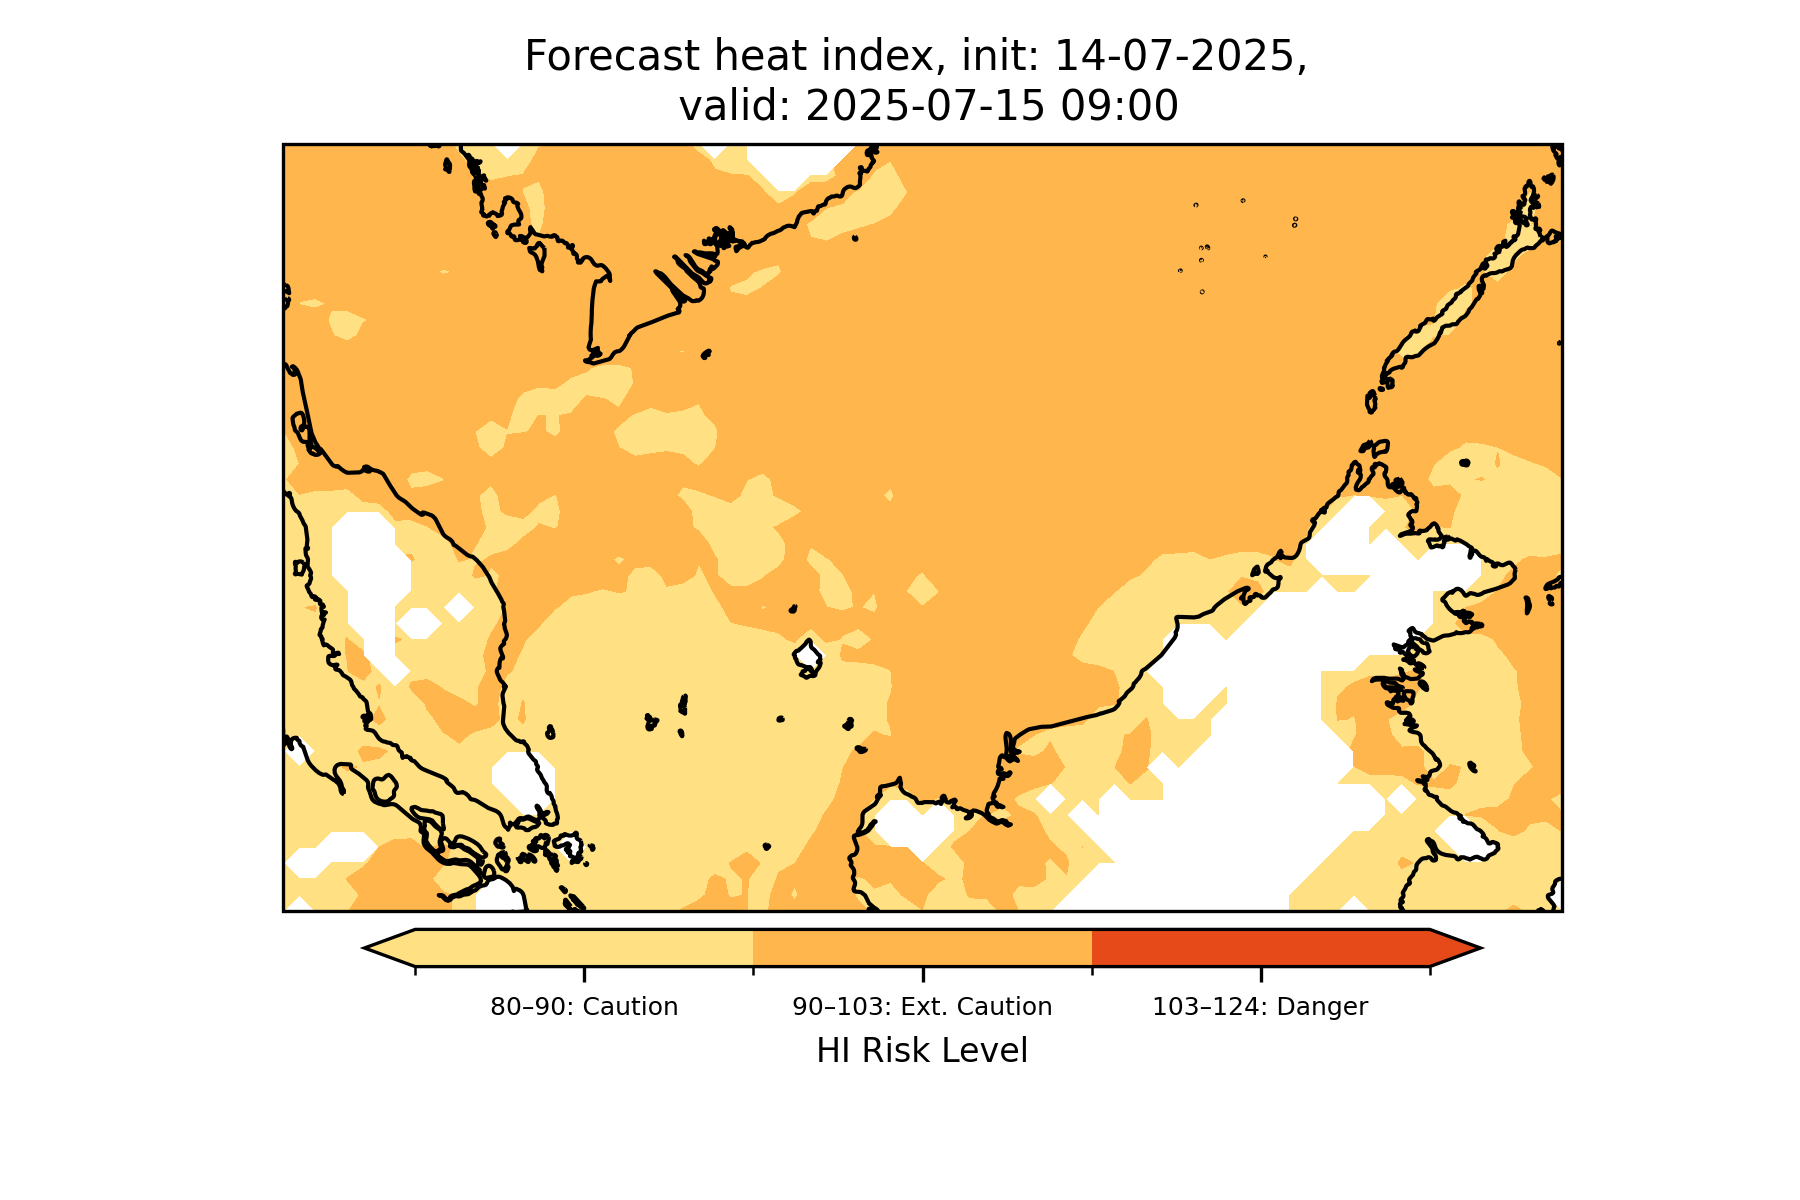 Forecast heat index, init: 14-07-2025,
valid: 2025-07-15 09:00
80–90: Caution
90–103: Ext. Caution
103–124: Danger
HI Risk Level